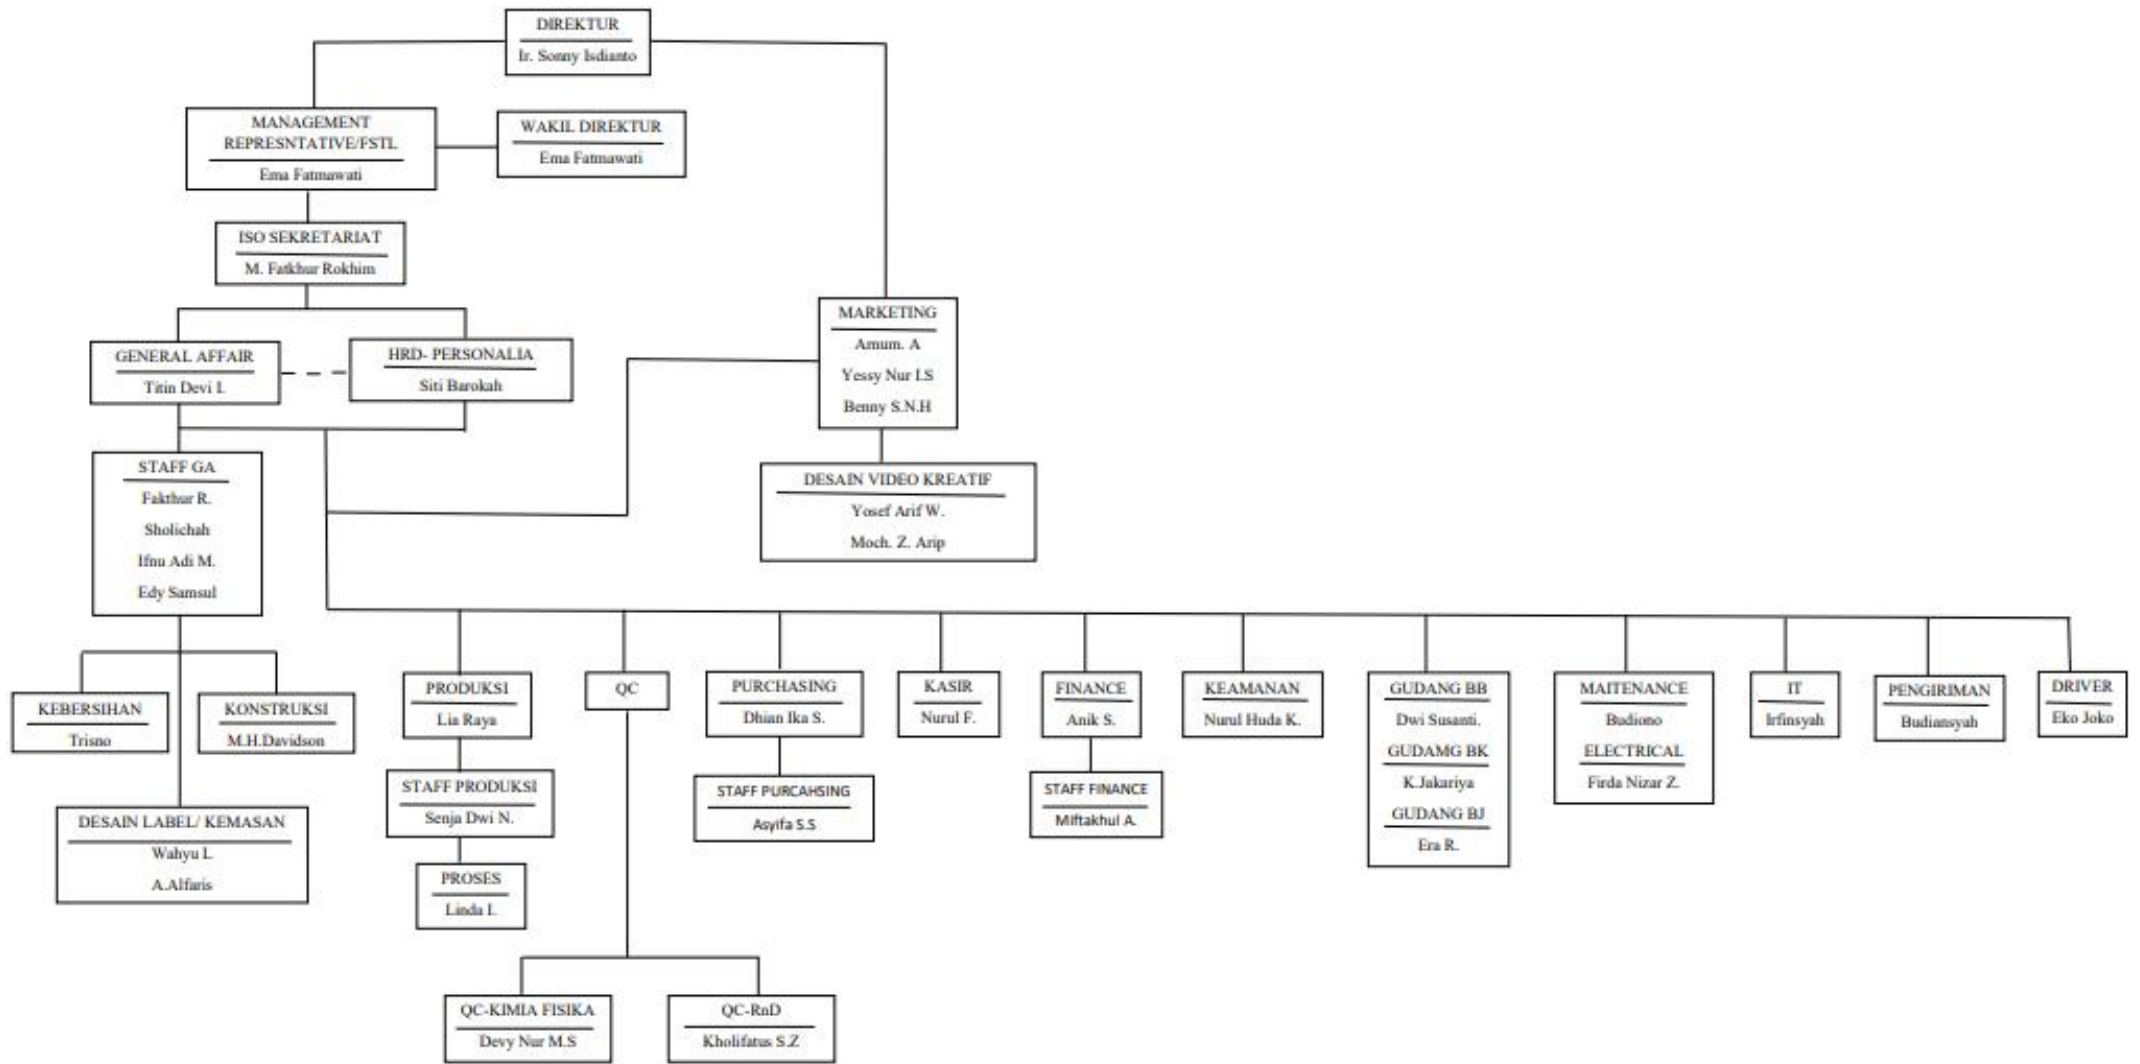 DIREKTUR
Ir. Sonny Isdianto
MANAGEMENT
REPRESNTATIVE/FSTL
Ema Fatmawati
WAKIL DIREKTUR
Ema Fatmawati
ISO SEKRETARIAT
M. Fatkhur Rokhim
GENERAL AFFAIR
Titin Devi I.
HRD- PERSONALIA
Siti Barokah
MARKETING
Amum. A
Yessy Nur I.S
Benny S.N.H
STAFF GA
Fakthur R.
Sholichah
Ifnu Adi M.
Edy Samsul
DESAIN VIDEO KREATIF
Yosef Arif W.
Moch. Z. Arip
KEBERSIHAN
Trisno
KONSTRUKSI
M.H.Davidson
DESAIN LABEL/ KEMASAN
Wahyu I.
A.Alfaris
PRODUKSI
Lia Raya
STAFF PRODUKSI
Senja Dwi N.
PROSES
Linda I.
QC
QC-KIMIA FISIKA
Devy Nur M.S
QC-RnD
Kholifatus S.Z
PURCHASING
Dhian Ika S.
STAFF PURCAHSING
Asyifa S.S
KASIR
Nurul F.
FINANCE
Anik S.
STAFF FINANCE
Miftakhul A.
KEAMANAN
Nurul Huda K.
GUDANG BB
Dwi Susanti.
GUDAMG BK
K.Jakariya
GUDANG BJ
Era R.
MAITENANCE
Budiono
ELECTRICAL
Firda Nizar Z.
IT
Irfinsyah
PENGIRIMAN
Budiansyah
DRIVER
Eko Joko